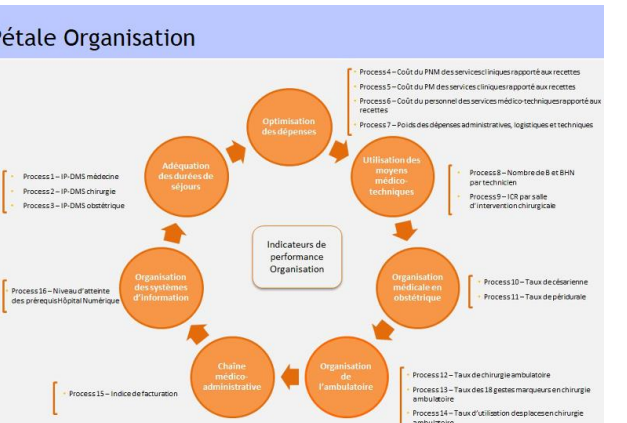 Pétale Organisation
Process 4 – Coût du PNM des services cliniques rapporté aux recettes
Process 5 – Coût du PM des services cliniques rapporté aux recettes
Process 6 – Coût du personnel des services médico-techniques rapporté aux
recettes
Process 7 – Poids des dépenses administratives, logistiques et techniques
Optimisation
des dépenses
Utilisation des
moyens
médico-
techniques
Process 8 – Nombre de B et BHN
par technicien
Process 9 – ICR par salle
d'intervention chirurgicale
Adéquation
des durées de
séjours
Process 1 – IP-DMS médecine
Process 2 – IP-DMS chirurgie
Process 3 – IP-DMS obstétrique
Indicateurs de
performance
Organisation
Organisation
des systèmes
d'information
Process 16 – Niveau d'atteinte
des prérequis Hôpital Numérique
Organisation
médicale en
obstétrique
Process 10 – Taux de césarienne
Process 11 – Taux de péridurale
Chaîne
médico-
administrative
Process 15 – Indice de facturation
Organisation
de
l'ambulatoire
Process 12 – Taux de chirurgie ambulatoire
Process 13 – Taux des 18 gestes marqueurs en chirurgie
ambulatoire
Process 14 – Taux d'utilisation des places en chirurgie
ambulatoire